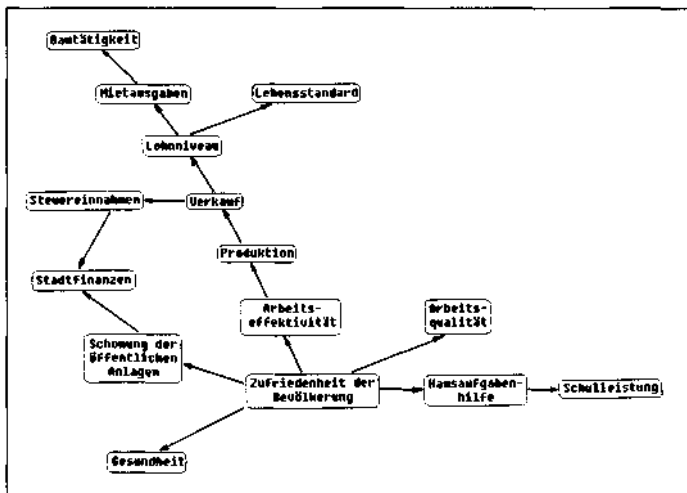 Bautätigkeit
Mietausgaben
Lebensstandard
Lohnniveau
Steuereinnahmen
Verkauf
Produktion
Stadtfinanzen
Arbeits-
effektivität
Arbeits-
qualität
Schonung der
öffentlichen
Anlagen
Zufriedenheit der
Bevölkerung
Hausaufgaben-
hilfe
Schulleistung
Gesundheit